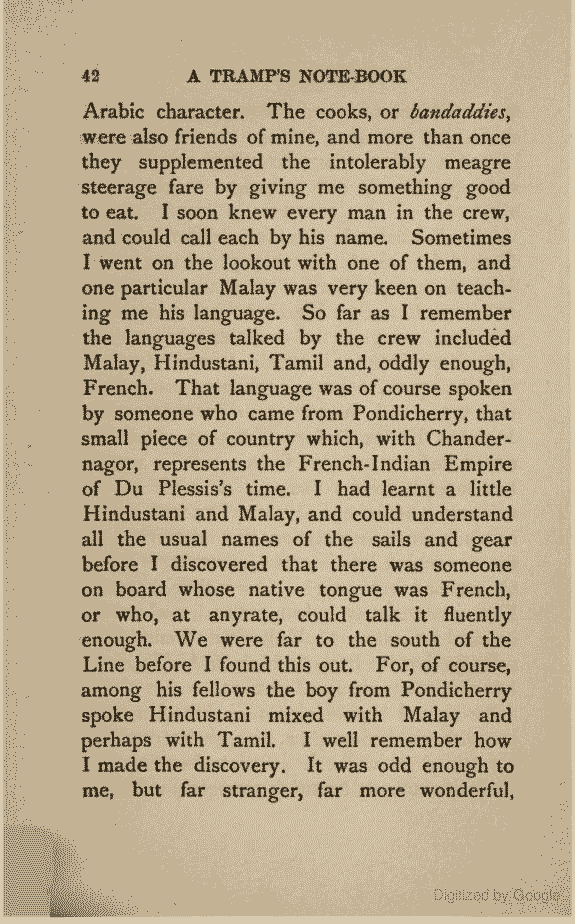 42 A TRAMP'S NOTE-BOOK
Arabic character. The cooks, or bandaddies,
were also friends of mine, and more than once
they supplemented the intolerably meagre
steerage fare by giving me something good
to eat. I soon knew every man in the crew,
and could call each by his name. Sometimes
I went on the lookout with one of them, and
one particular Malay was very keen on teach-
ing me his language. So far as I remember
the languages talked by the crew included
Malay, Hindustani, Tamil and, oddly enough,
French. That language was of course spoken
by someone who came from Pondicherry, that
small piece of country which, with Chander-
nagor, represents the French-Indian Empire
of Du Plessis's time. I had learnt a little
Hindustani and Malay, and could understand
all the usual names of the sails and gear
before I discovered that there was someone
on board whose native tongue was French,
or who, at anyrate, could talk it fluently
enough. We were far to the south of the
Line before I found this out. For, of course,
among his fellows the boy from Pondicherry
spoke Hindustani mixed with Malay and
perhaps with Tamil. I well remember how
I made the discovery. It was odd enough to
me, but far stranger, far more wonderful,
Digitized by Google